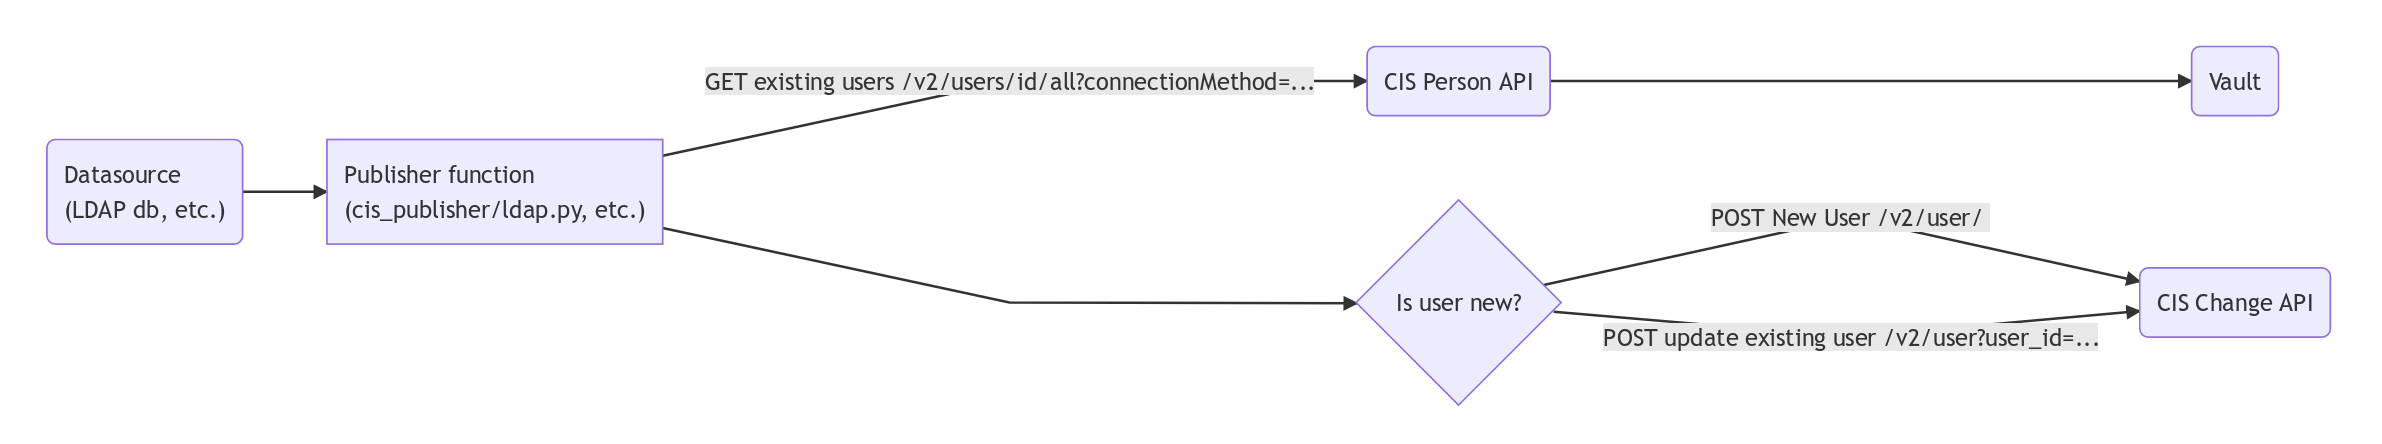 GET existing users /v2/users/id/all?connectionMethod=...
CIS Person API
Vault
Datasource
(LDAP db, etc.)
Publisher function
(cis_publisher/ldap.py, etc.)
Is user new?
POST New User /v2/user/
POST update existing user /v2/user?user_id=...
CIS Change API